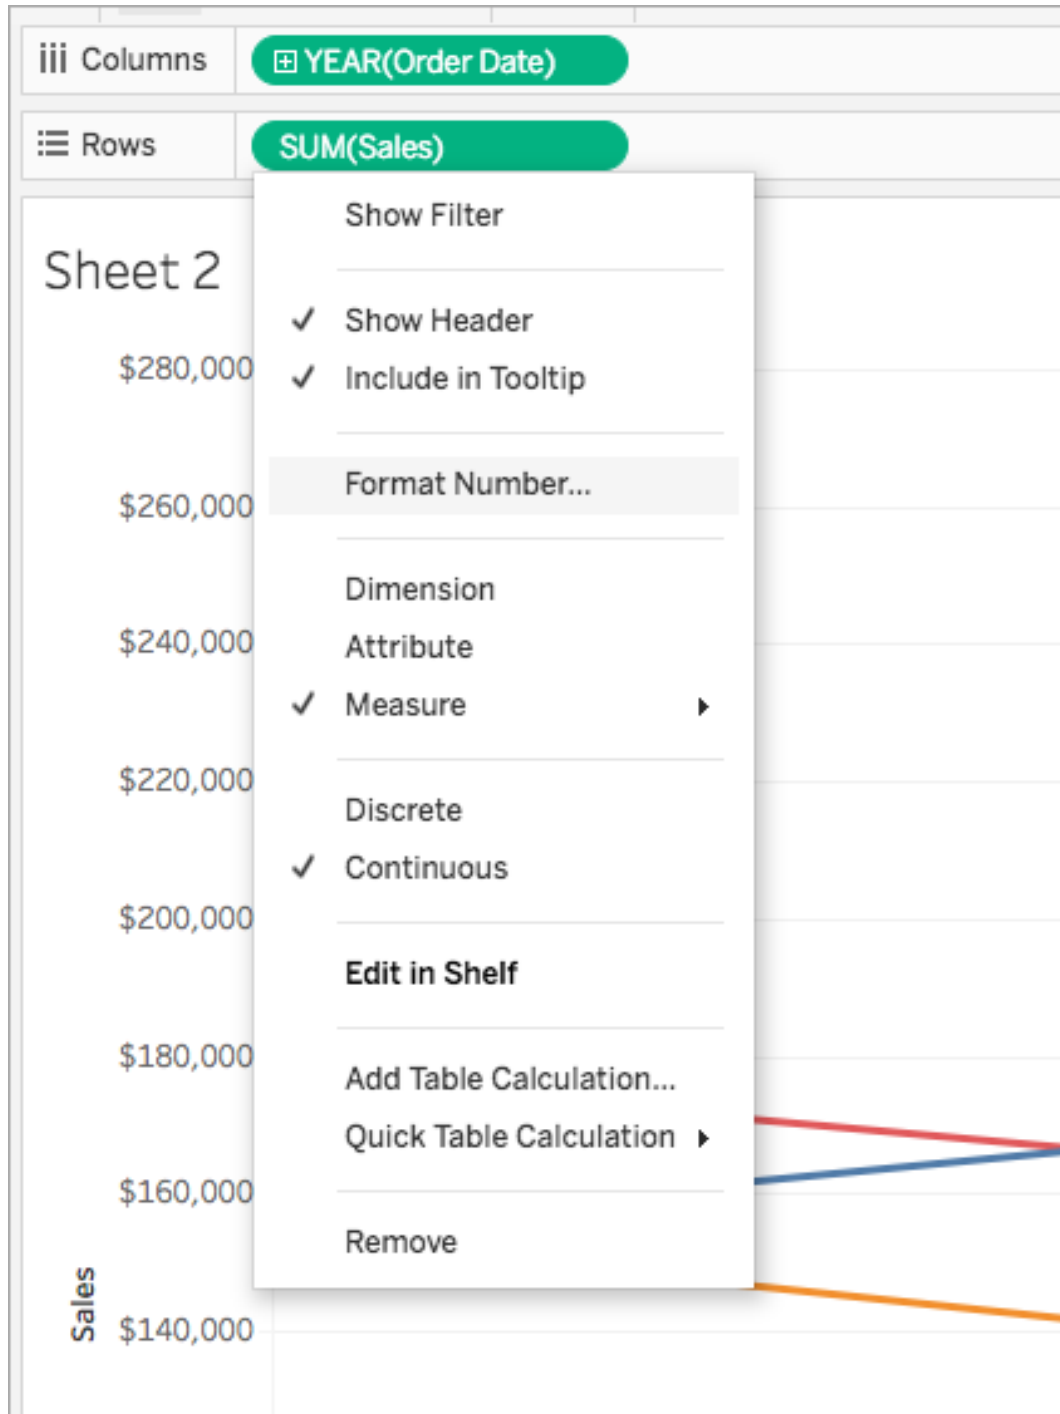 Columns
YEAR(Order Date)
Rows
SUM(Sales)
Sheet 2
Show Filter
Show Header
Include in Tooltip
Format Number...
Dimension
Attribute
Measure
Discrete
Continuous
Edit in Shelf
Add Table Calculation...
Quick Table Calculation
Remove
$280,000
$260,000
$240,000
$220,000
$200,000
$180,000
$160,000
$140,000
Sales